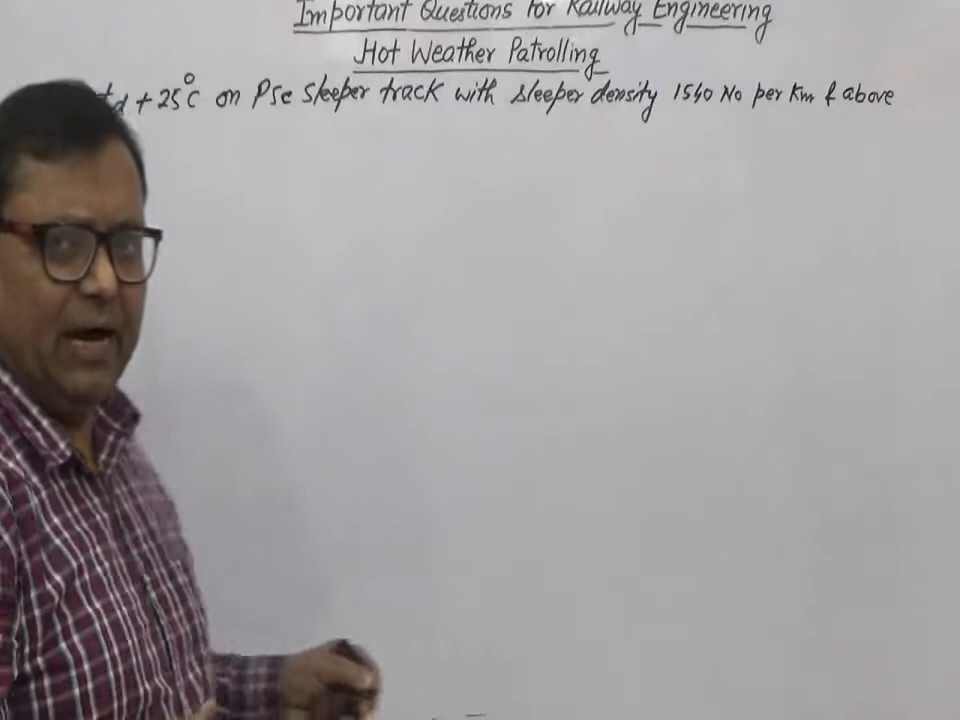 Important Questions for Railway Engineering
Hot Weather Patrolling
td + 25°C on PSC Sleeper track with sleeper density 1540 No per Km & above